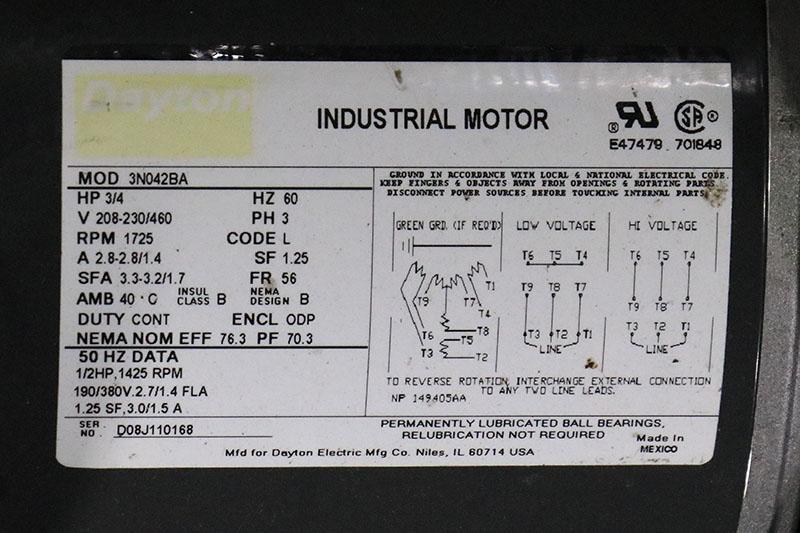 Dayton
INDUSTRIAL MOTOR
E47479 701848
MOD 3N042BA
HP 3/4 HZ 60
V 208-230/460 PH 3
RPM 1725 CODE L
A 2.8-2.8/1.4 SF 1.25
SFA 3.3-3.2/1.7 FR 56
AMB 40 · C INSUL CLASS B NEMA DESIGN B
DUTY CONT ENCL ODP
NEMA NOM EFF 76.3 PF 70.3
50 HZ DATA
1/2HP,1425 RPM
190/380V.2.7/1.4 FLA
1.25 SF,3.0/1.5 A
SER. NO. D08J110168
GROUND IN ACCORDANCE WITH LOCAL & NATIONAL ELECTRICAL CODE.
KEEP FINGERS & OBJECTS AWAY FROM OPENINGS & ROTATING PARTS.
DISCONNECT POWER SOURCES BEFORE TOUCHING INTERNAL PARTS.
GREEN GRD. (IF REQ'D)
T1
T9 T7
T4
T6 T8
T5
T3 T2
LOW VOLTAGE
T6 T5 T4
T9 T8 T7
T3 T2 T1
LINE
HI VOLTAGE
T6 T5 T4
T9 T8 T7
T3 T2 T1
LINE
TO REVERSE ROTATION, INTERCHANGE EXTERNAL CONNECTION
TO ANY TWO LINE LEADS.
NP 149405AA
PERMANENTLY LUBRICATED BALL BEARINGS,
RELUBRICATION NOT REQUIRED
Made in
MEXICO
Mfd for Dayton Electric Mfg Co. Niles, IL 60714 USA